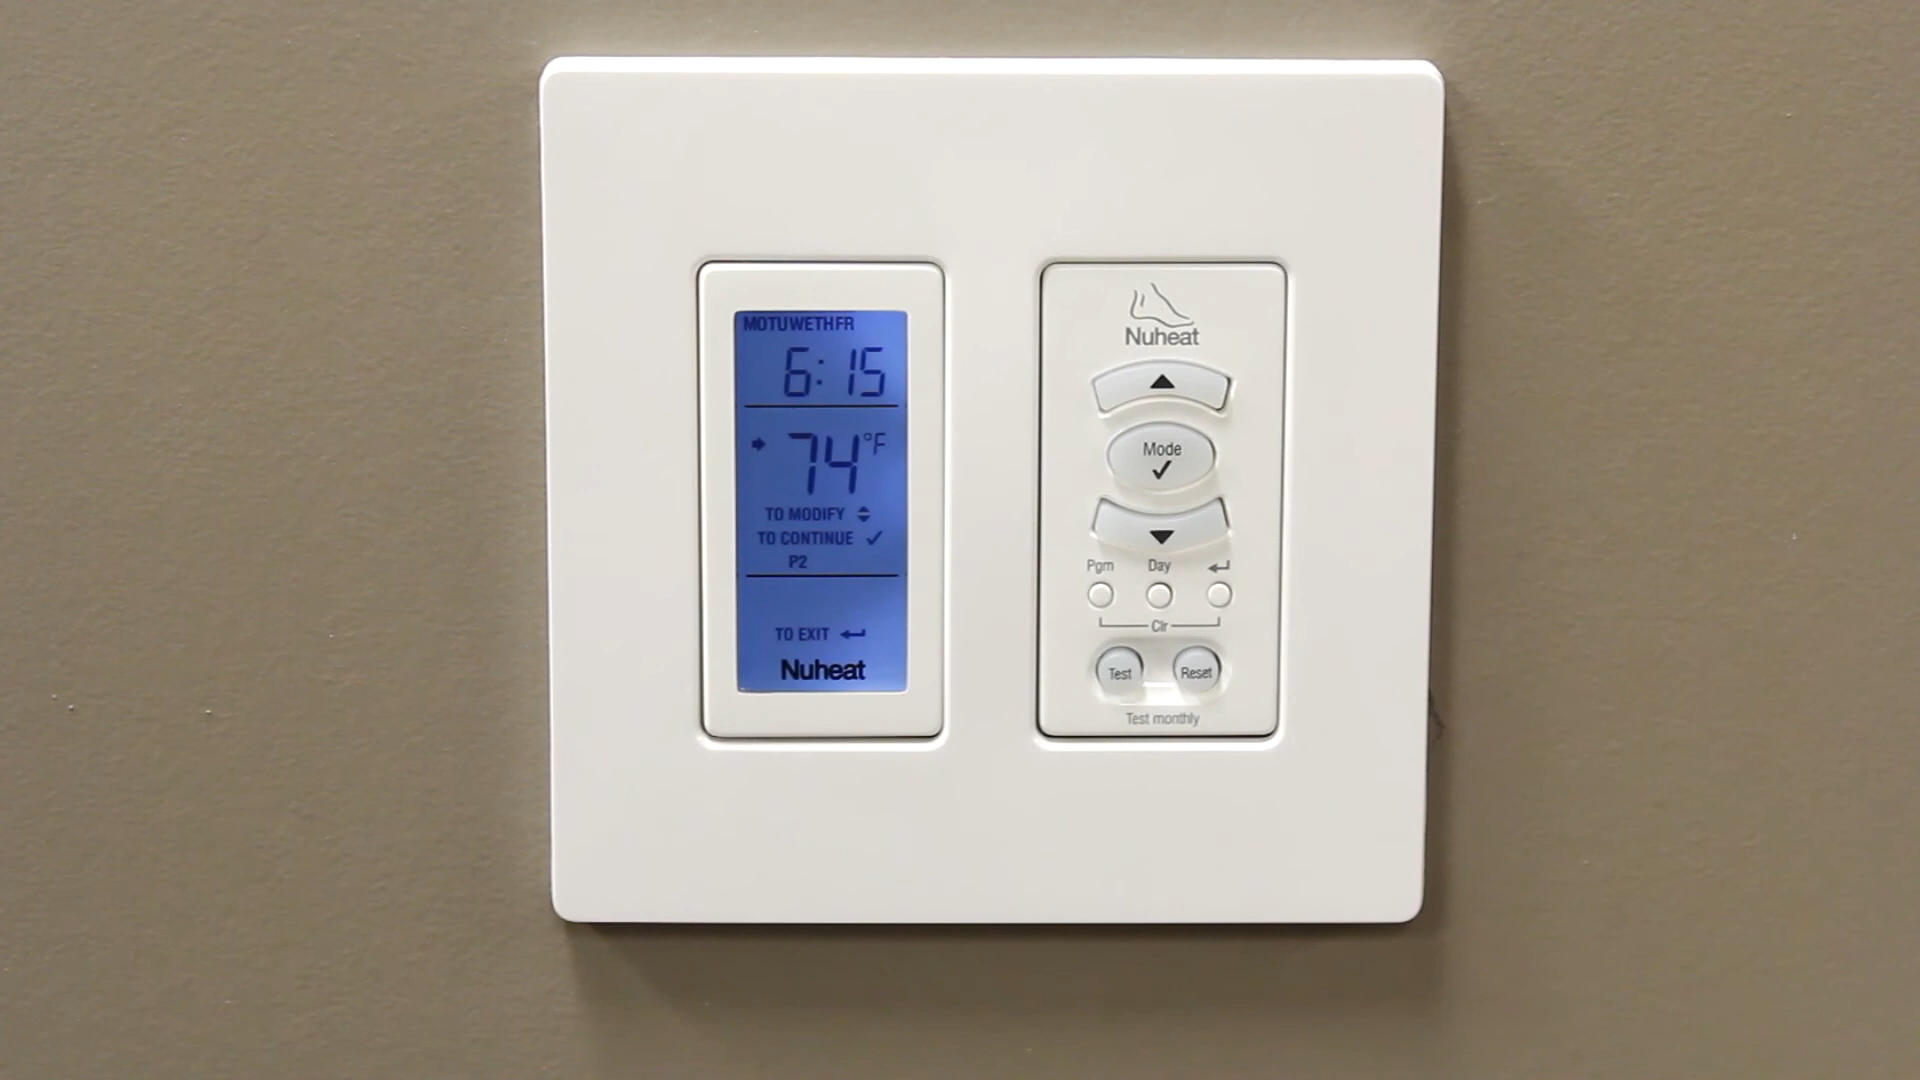 MOTUWETHFR
6:15
74°F
TO MODIFY
TO CONTINUE ✓
P2
TO EXIT
Nuheat
Nuheat
Mode
✓
Pgm Day
Clr
Test Reset
Test monthly